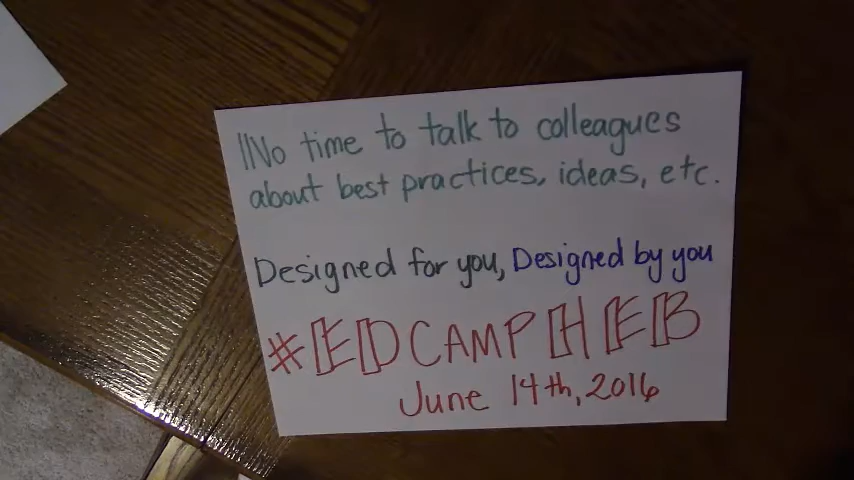 No time to talk to colleagues
about best practices, ideas, etc.
Designed for you, Designed by you
#EDCAMPHEB
June 14th, 2016